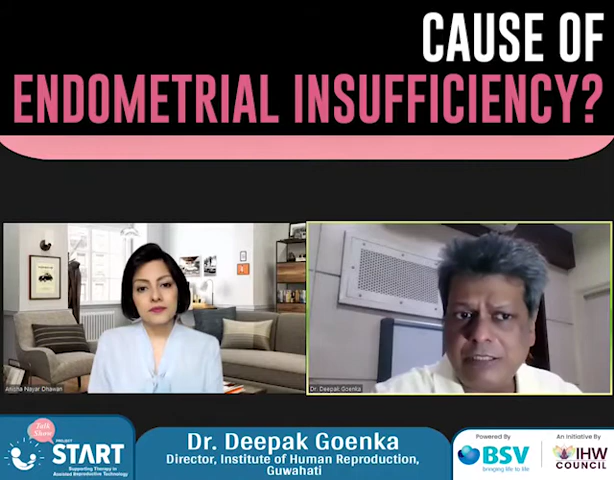 CAUSE OF
ENDOMETRIAL INSUFFICIENCY?
Anisha Nayar Dhawan
Dr. Deepak Goenka
Talk
Show
PROJECT
START
Supporting Therapy in
Assisted Reproductive Technology
Dr. Deepak Goenka
Director, Institute of Human Reproduction,
Guwahati
Powered By
BSV
bringing life to life
An Initiative By
IHW
COUNCIL